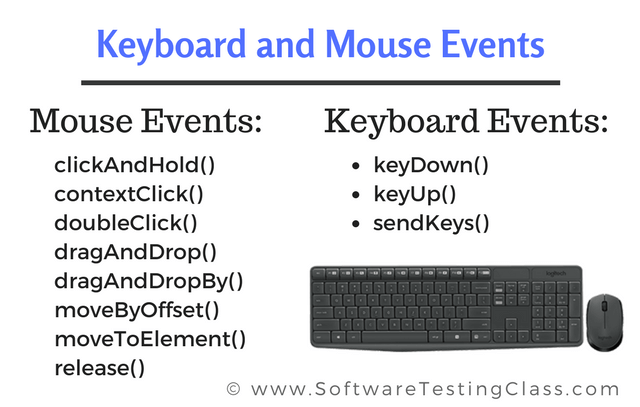 Keyboard and Mouse Events
Mouse Events:
clickAndHold()
contextClick()
doubleClick()
dragAndDrop()
dragAndDropBy()
moveByOffset()
moveToElement()
release()
Keyboard Events:
• keyDown()
• keyUp()
• sendKeys()
logitech
© www.SoftwareTestingClass.com